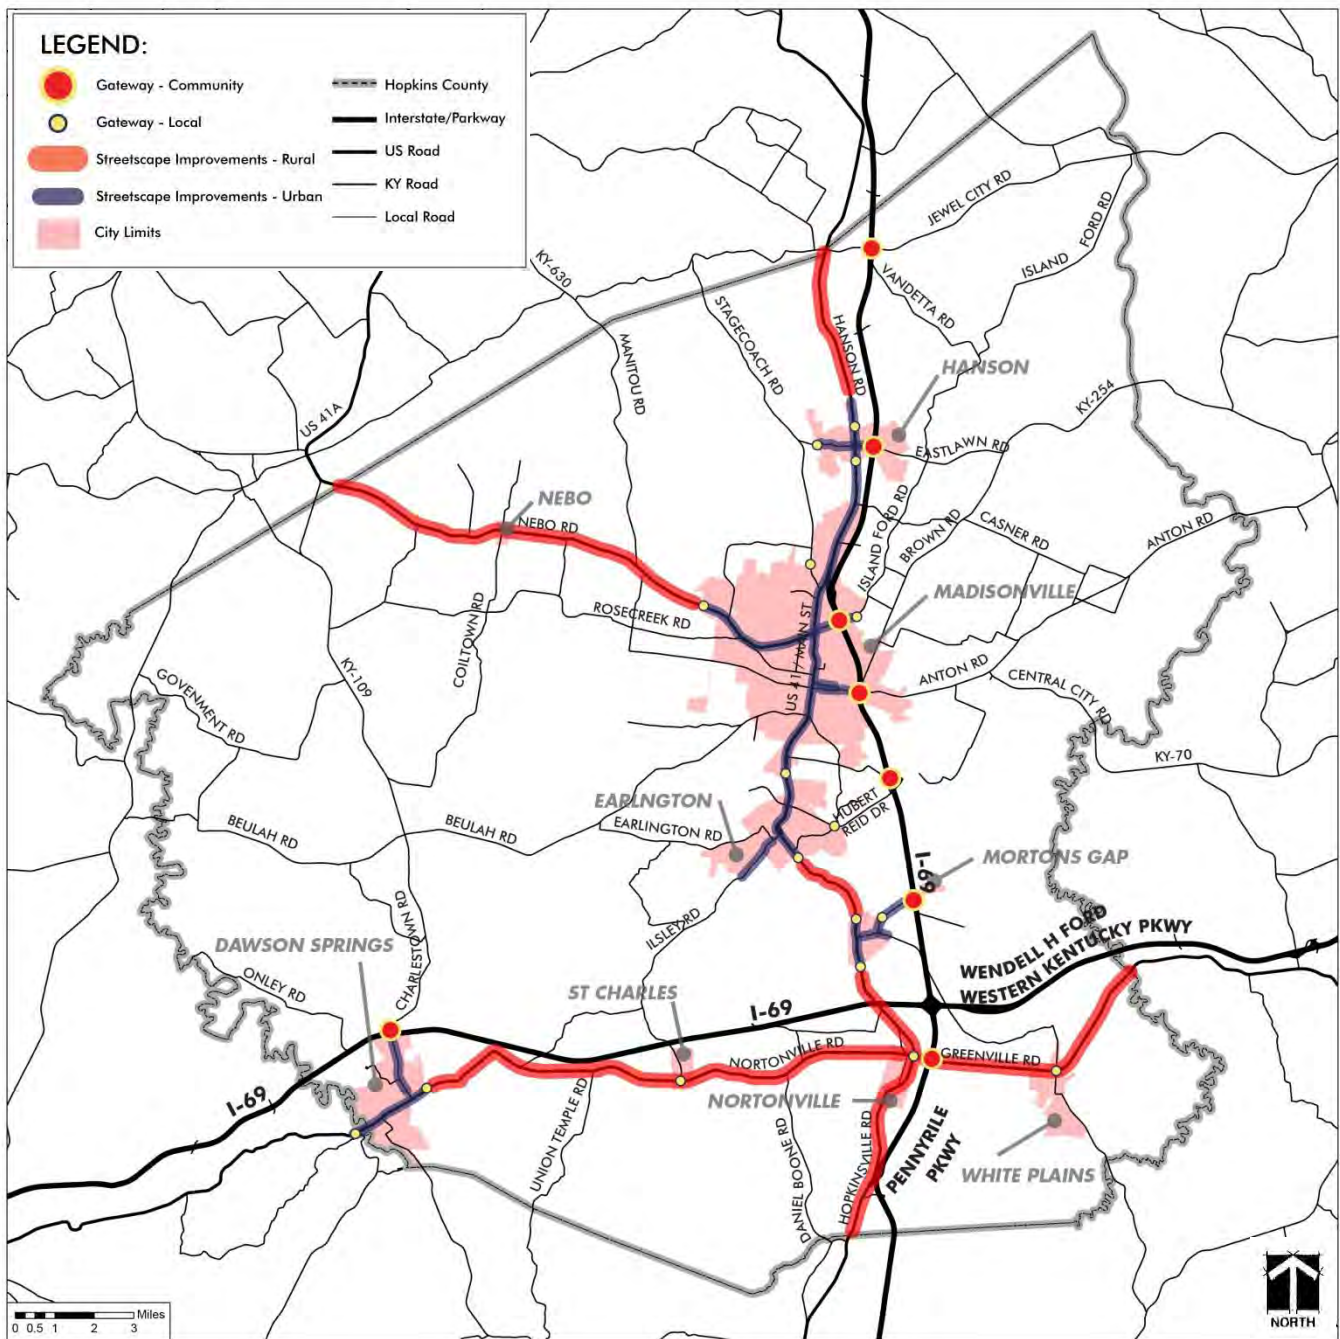 LEGEND:
Gateway - Community
Gateway - Local
Streetscape Improvements - Rural
Streetscape Improvements - Urban
City Limits
Hopkins County
Interstate/Parkway
US Road
KY Road
Local Road
JEWEL CITY RD
ISLAND FORD RD
KY-630
VANDETTA RD
STAGECOACH RD
HANSON RD
MANITOU RD
HANSON
KY-254
US 41A
EASTLAWN RD
NEBO
NEBO RD
ISLAND FORD RD
BROWN RD
CASNER RD
ANTON RD
MADISONVILLE
ROSECREEK RD
COILTOWN RD
US 41 / MAIN ST
KY-109
ANTON RD
CENTRAL CITY RD
GOVENMENT RD
KY-70
EARLNGTON
HUBERT
REID DR
BEULAH RD
BEULAH RD
EARLINGTON RD
I-69
MORTONS GAP
CHARLESTOWN RD
ILSLEY RD
WENDELL H FORD
WESTERN KENTUCKY PKWY
DAWSON SPRINGS
ONLEY RD
ST CHARLES
I-69
NORTONVILLE RD
GREENVILLE RD
I-69
UNION TEMPLE RD
NORTONVILLE
DANIEL BOONE RD
HOPKINSVILLE RD
PENNYRILE
PKWY
WHITE PLAINS
Miles
0 0.5 1 2 3
NORTH